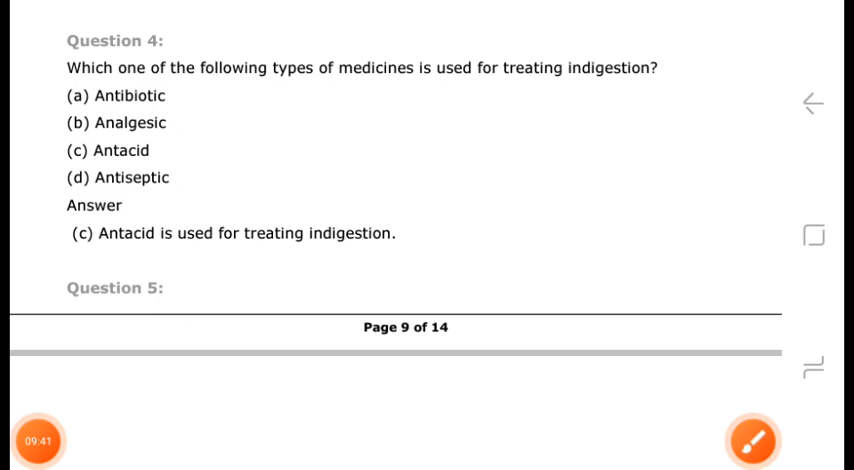 Question 4:
Which one of the following types of medicines is used for treating indigestion?
(a) Antibiotic
(b) Analgesic
(c) Antacid
(d) Antiseptic
Answer
(c) Antacid is used for treating indigestion.
Question 5:
Page 9 of 14
09:41